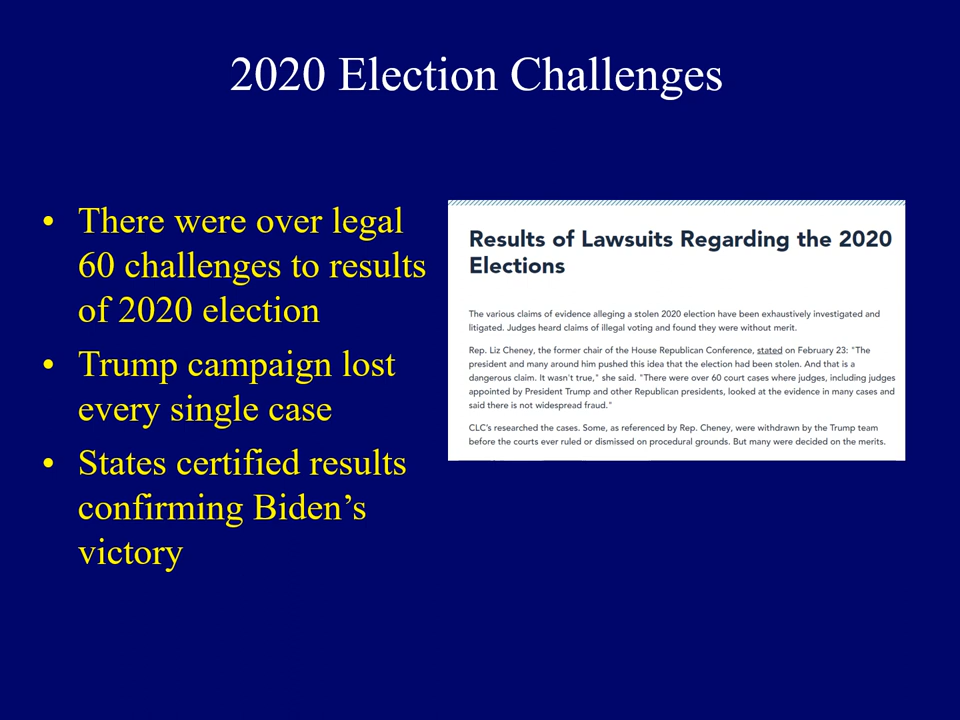 2020 Election Challenges
• There were over legal
60 challenges to results
of 2020 election
• Trump campaign lost
every single case
• States certified results
confirming Biden’s
victory
Results of Lawsuits Regarding the 2020
Elections
The various claims of evidence alleging a stolen 2020 election have been exhaustively investigated and
litigated. Judges heard claims of illegal voting and found they were without merit.
Rep. Liz Cheney, the former chair of the House Republican Conference, stated on February 23: "The
president and many around him pushed this idea that the election had been stolen. And that is a
dangerous claim. It wasn't true," she said. "There were over 60 court cases where judges, including judges
appointed by President Trump and other Republican presidents, looked at the evidence in many cases and
said there is not widespread fraud."
CLC's researched the cases. Some, as referenced by Rep. Cheney, were withdrawn by the Trump team
before the courts ever ruled or dismissed on procedural grounds. But many were decided on the merits.